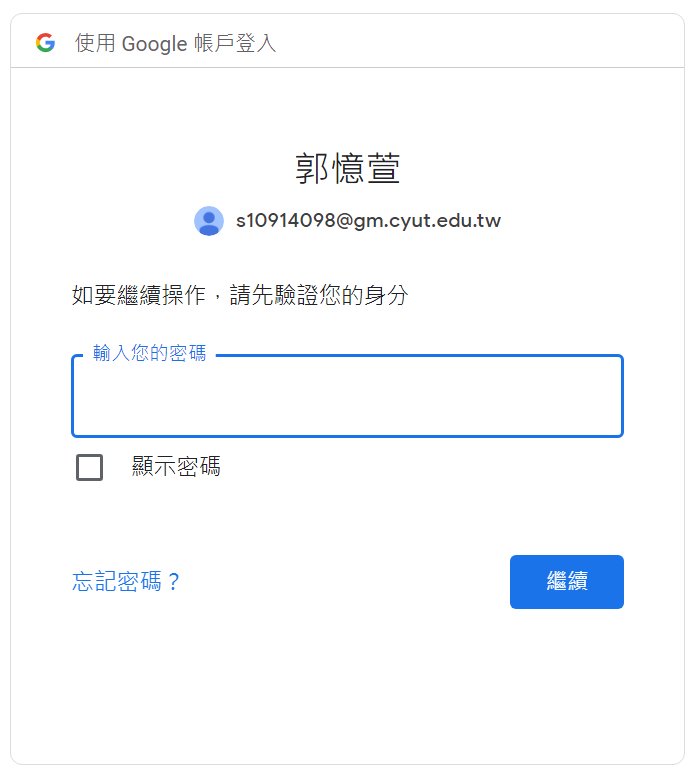 使用 Google 帳戶登入
郭憶萱
s10914098@gm.cyut.edu.tw
如要繼續操作，請先驗證您的身分
輸入您的密碼
顯示密碼
忘記密碼？
繼續